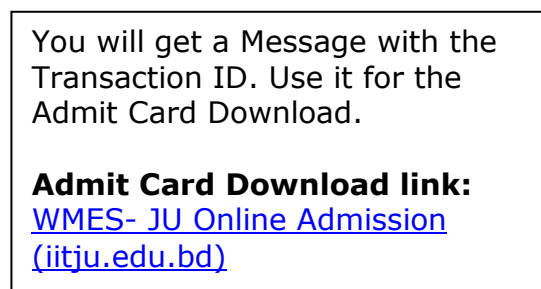 You will get a Message with the
Transaction ID. Use it for the
Admit Card Download.
Admit Card Download link:
WMES- JU Online Admission
(iitju.edu.bd)